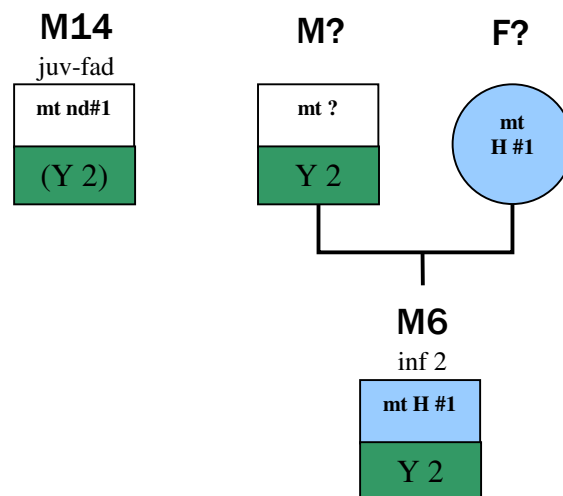 M14
juv-fad
mt nd#1
(Y 2)
M?
mt ?
Y 2
F?
mt
H #1
M6
inf 2
mt H #1
Y 2